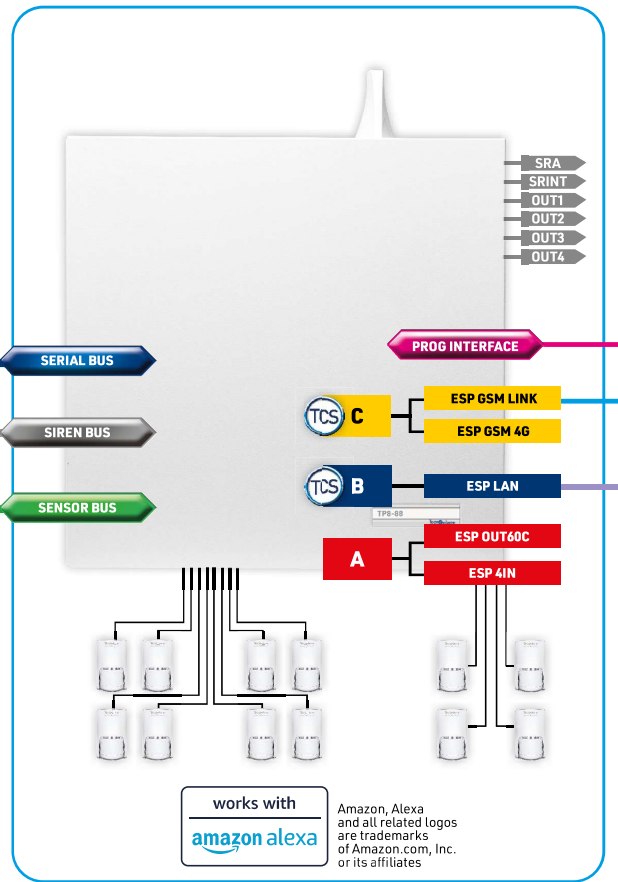 SRA
SRINT
OUT1
OUT2
OUT3
OUT4
PROG INTERFACE
SERIAL BUS
TCS C
ESP GSM LINK
SIREN BUS
ESP GSM 4G
TCS B
ESP LAN
SENSOR BUS
TP8-88
ESP OUT60C
A
ESP 4IN
works with
amazon alexa
Amazon, Alexa
and all related logos
are trademarks
of Amazon.com, Inc.
or its affiliates